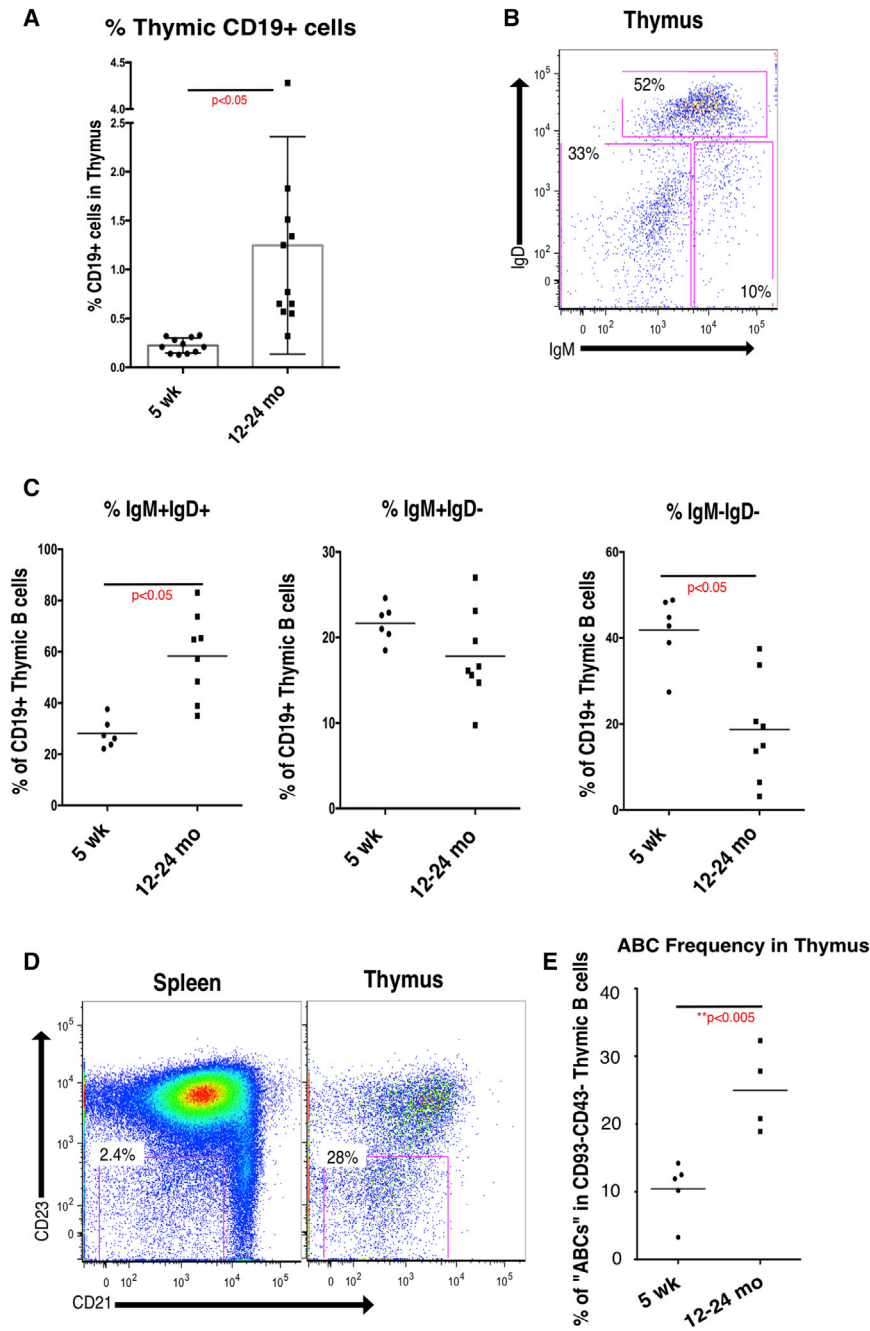 A
% Thymic CD19+ cells
% CD19+ cells in Thymus
4.5
4.0
2.5
2.0
1.5
1.0
0.5
0.0
p<0.05
5 wk
12-24 mo
B
Thymus
IgD
10^5
10^4
10^3
10^2
0
52%
33%
10%
0 10^2 10^3 10^4 10^5
IgM
C
% IgM+IgD+
% of CD19+ Thymic B cells
100
80
60
40
20
0
p<0.05
5 wk
12-24 mo
% IgM+IgD-
% of CD19+ Thymic B cells
30
20
10
0
5 wk
12-24 mo
% IgM-IgD-
% of CD19+ Thymic B cells
60
40
20
0
p<0.05
5 wk
12-24 mo
D
Spleen
Thymus
CD23
10^5
10^4
10^3
10^2
0
2.4%
28%
0 10^2 10^3 10^4 10^5
0 10^2 10^3 10^4 10^5
CD21
E
ABC Frequency in Thymus
% of "ABCs" in CD93-CD43- Thymic B cells
40
30
20
10
0
**p<0.005
5 wk
12-24 mo